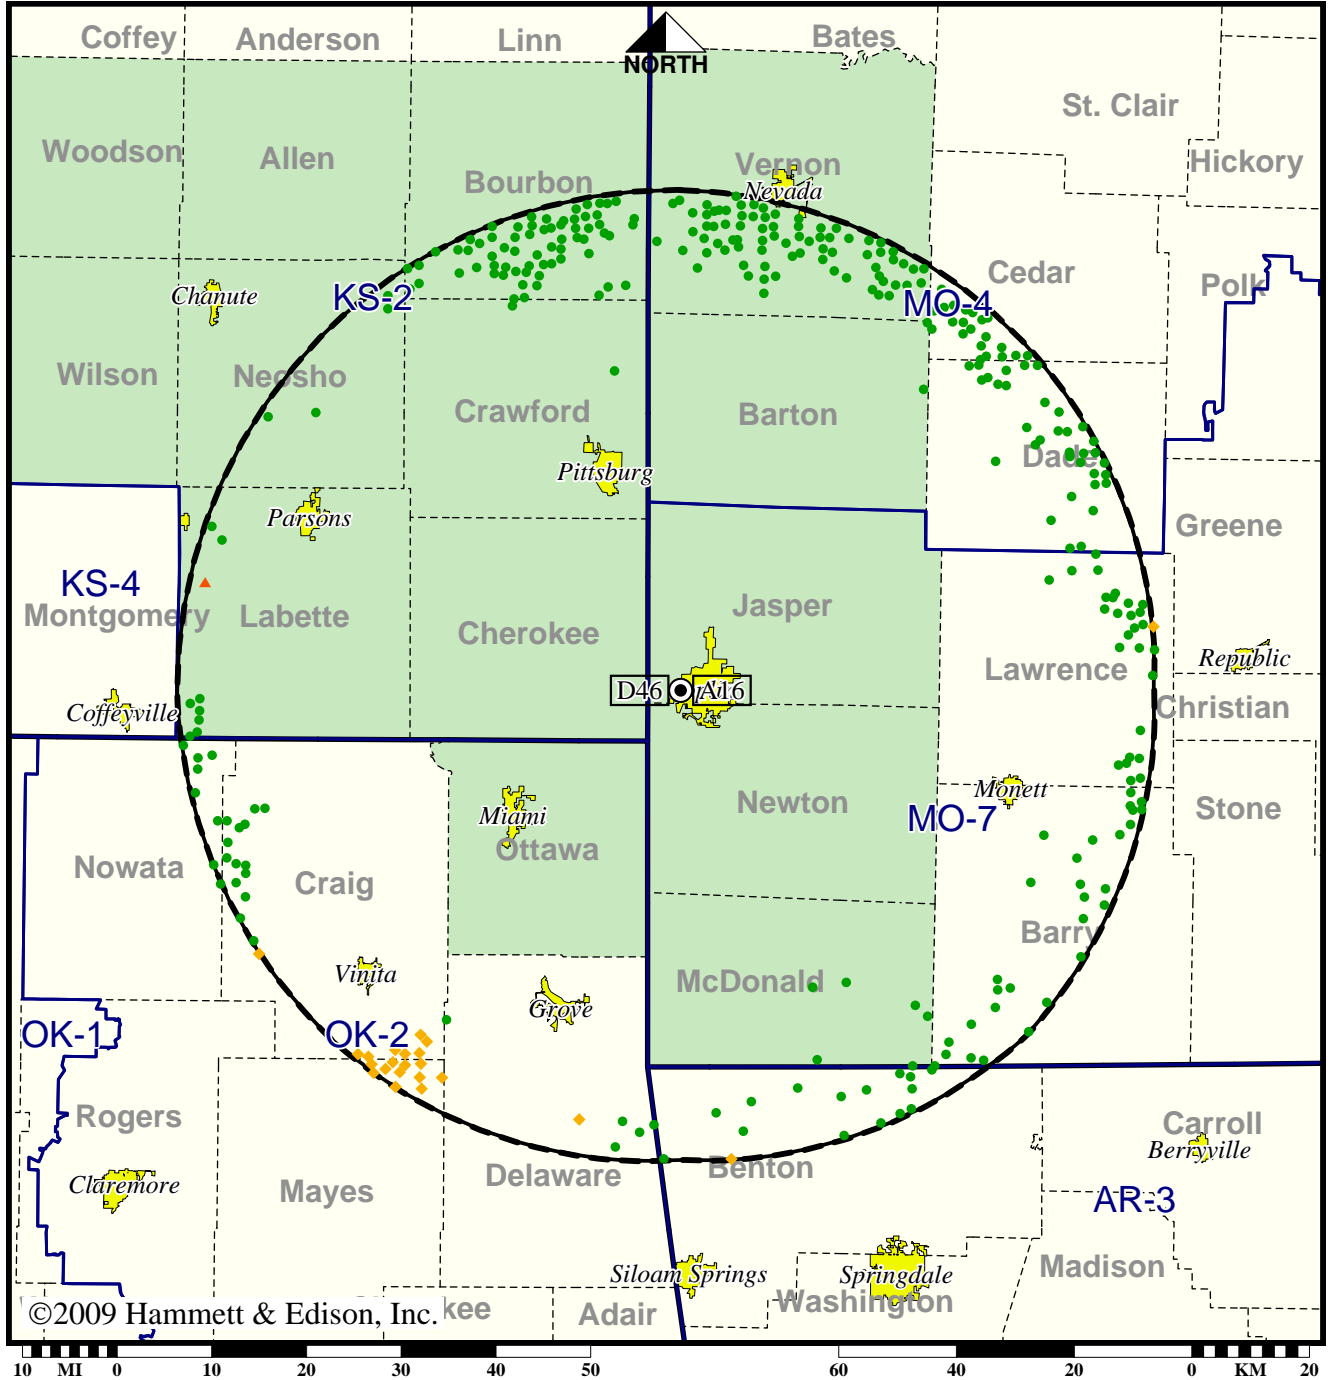 Coffey
Anderson
Linn
Bates
NORTH
St. Clair
Woodson
Allen
Bourbon
Vernon
Nevada
Hickory
Chanute
KS-2
MO-4
Cedar
Polk
Wilson
Neosho
Crawford
Barton
Pittsburg
Dade
Parsons
Greene
KS-4
Montgomery
Labette
Cherokee
Jasper
Lawrence
Republic
D46
A16
Coffeyville
Christian
Miami
Newton
Monett
MO-7
Stone
Nowata
Craig
Ottawa
Barry
Vinita
Grove
McDonald
OK-1
OK-2
Rogers
Carroll
Berryville
Claremore
Mayes
Delaware
Benton
AR-3
Siloam Springs
Springdale
Madison
Washington
©2009 Hammett & Edison, Inc.
kee
Adair
10 MI 0 10 20 30 40 50 60 40 20 0 KM 20